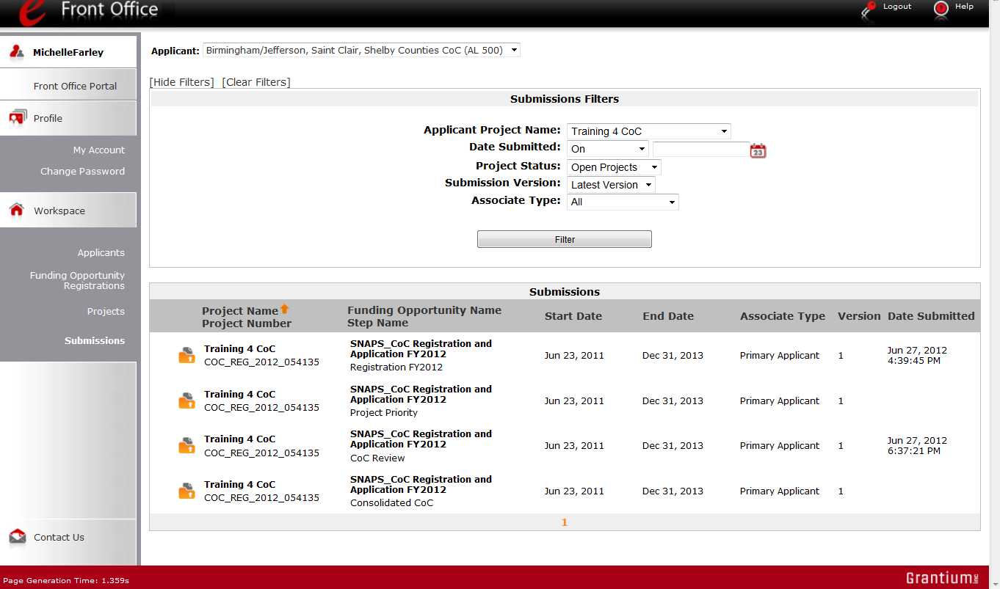 e Front Office
Logout
Help
MichelleFarley
Front Office Portal
Profile
My Account
Change Password
Workspace
Applicants
Funding Opportunity
Registrations
Projects
Submissions
Contact Us
Applicant: Birmingham/Jefferson, Saint Clair, Shelby Counties CoC (AL 500)
[Hide Filters] [Clear Filters]
Submissions Filters
Applicant Project Name: Training 4 CoC
Date Submitted: On
23
Project Status: Open Projects
Submission Version: Latest Version
Associate Type: All
Filter
Submissions
Project Name
Project Number
Funding Opportunity Name
Step Name
Start Date
End Date
Associate Type
Version
Date Submitted
Training 4 CoC
COC_REG_2012_054135
SNAPS_CoC Registration and
Application FY2012
Registration FY2012
Jun 23, 2011
Dec 31, 2013
Primary Applicant
1
Jun 27, 2012
4:39:45 PM
Training 4 CoC
COC_REG_2012_054135
SNAPS_CoC Registration and
Application FY2012
Project Priority
Jun 23, 2011
Dec 31, 2013
Primary Applicant
1
Training 4 CoC
COC_REG_2012_054135
SNAPS_CoC Registration and
Application FY2012
CoC Review
Jun 23, 2011
Dec 31, 2013
Primary Applicant
1
Jun 27, 2012
6:37:21 PM
Training 4 CoC
COC_REG_2012_054135
SNAPS_CoC Registration and
Application FY2012
Consolidated CoC
Jun 23, 2011
Dec 31, 2013
Primary Applicant
1
1
Page Generation Time: 1.359s
Grantium INC